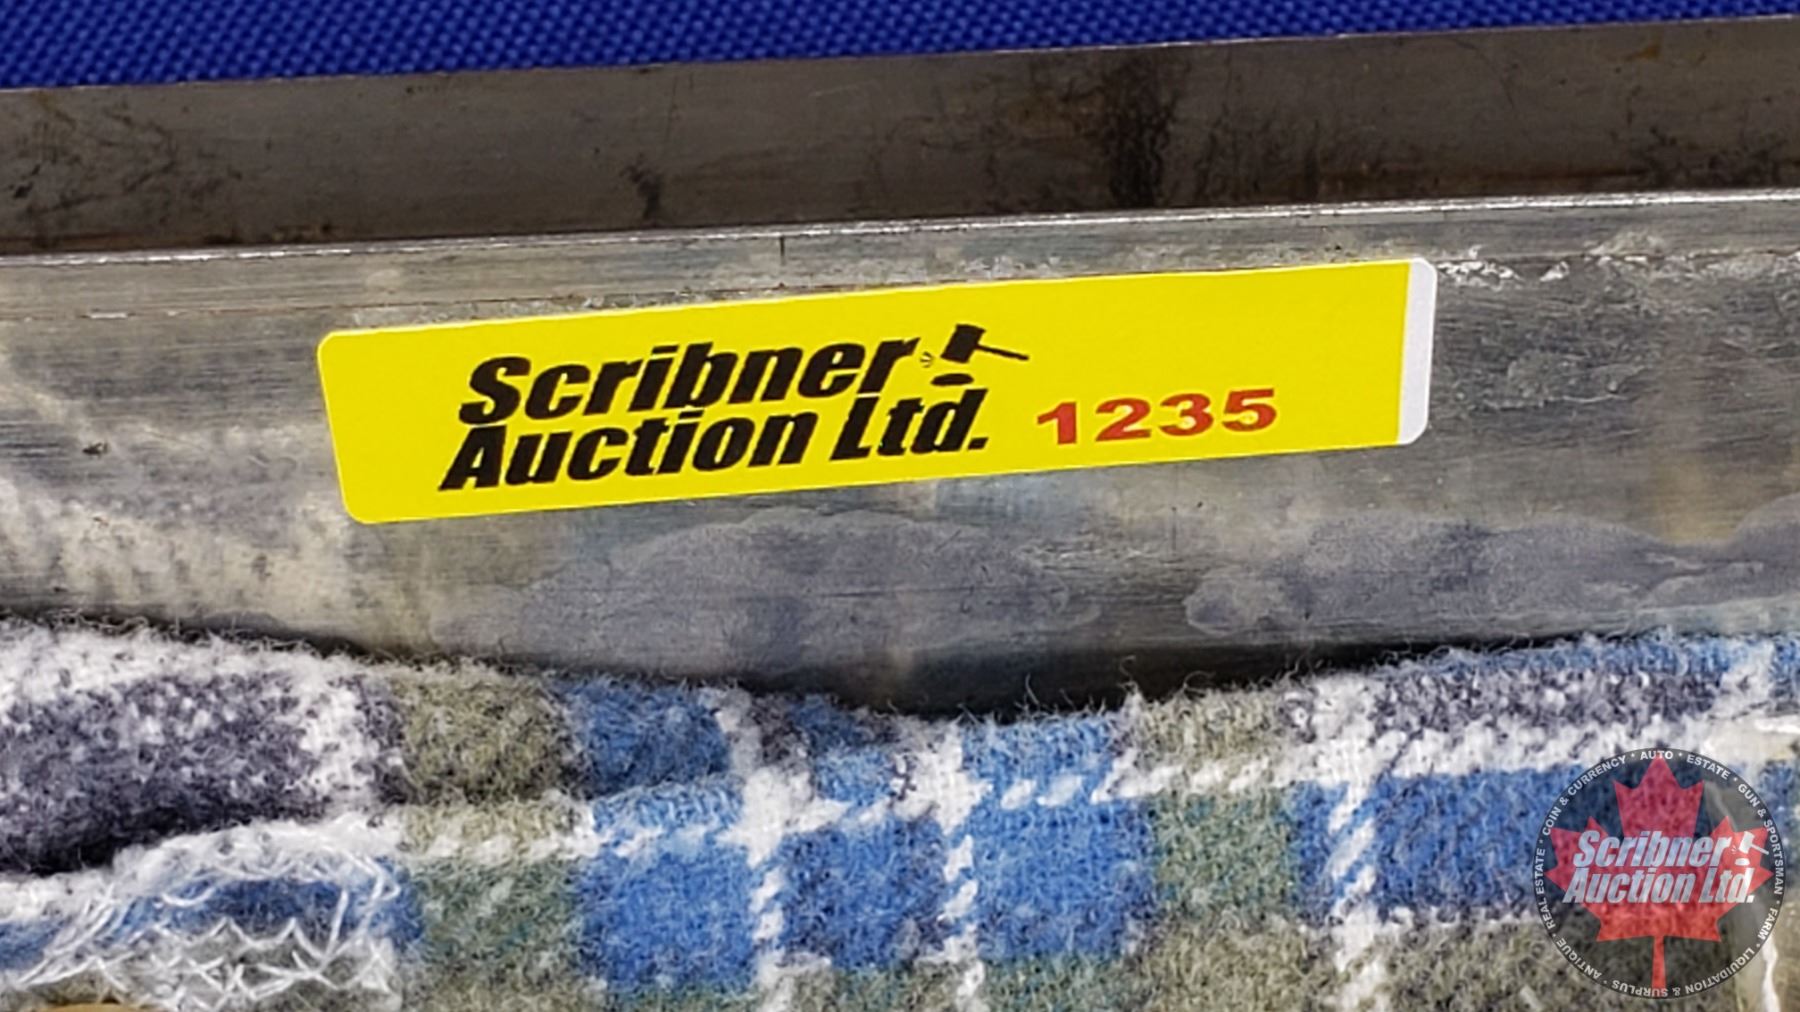 Scribner
Auction Ltd. 1235
COIN & CURRENCY • AUTO • ESTATE • GUN & SPORTSMAN • FARM • LIQUIDATION & SURPLUS • ANTIQUE • REAL ESTATE •
Scribner
Auction Ltd.